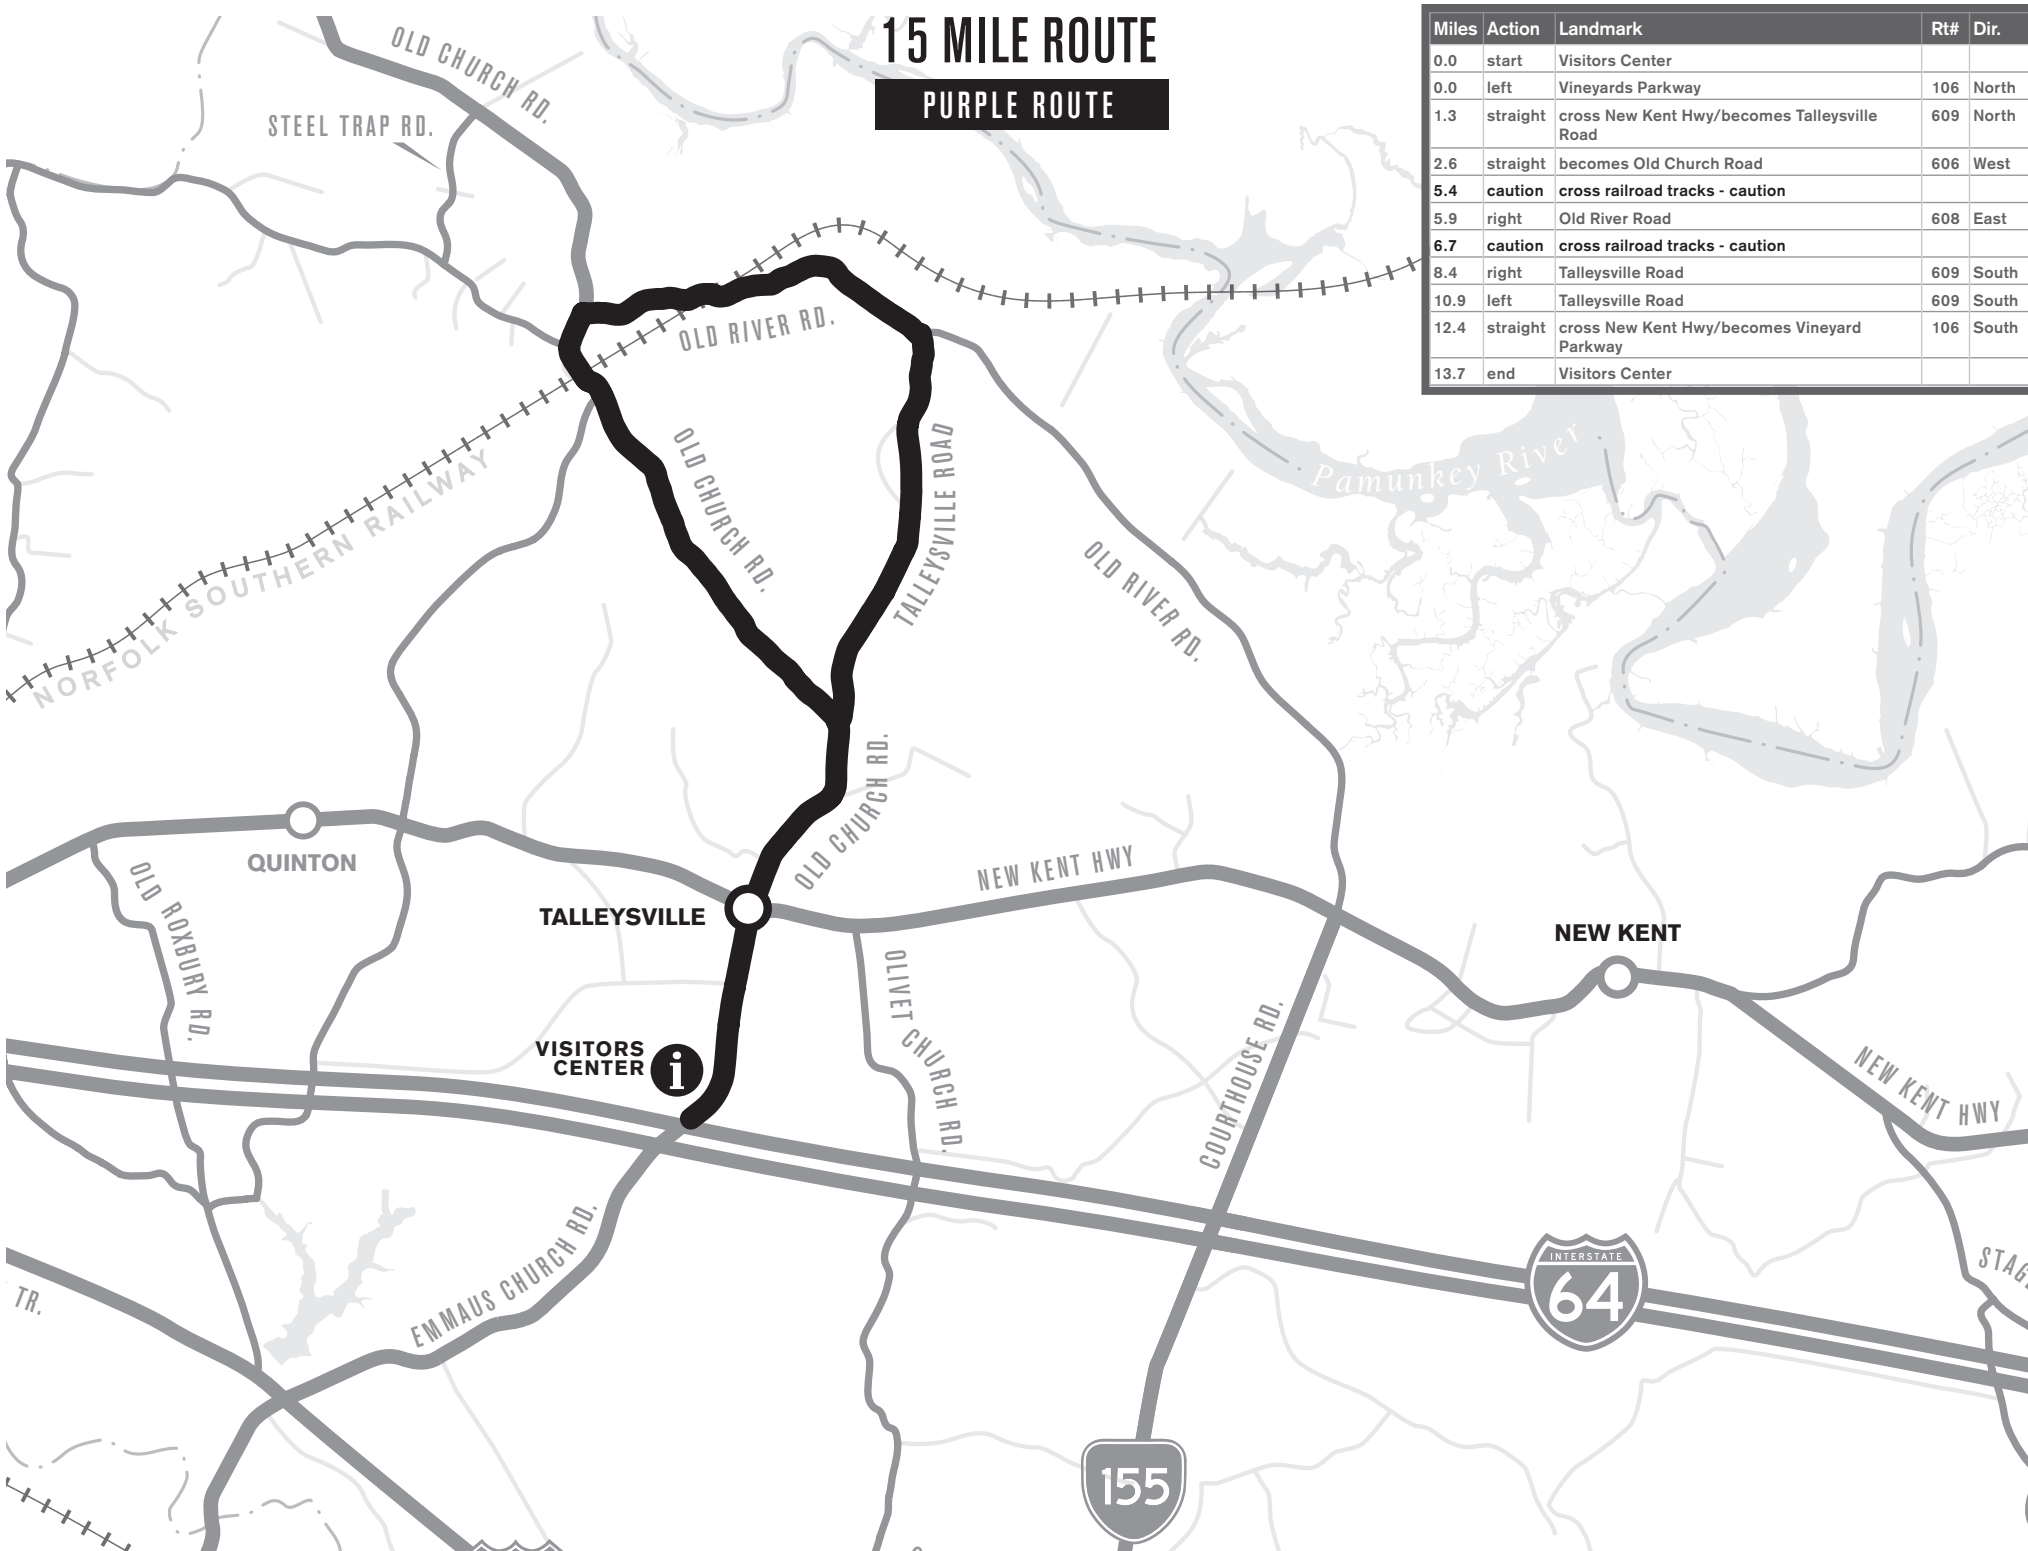 15 MILE ROUTE
PURPLE ROUTE
Miles Action Landmark Rt# Dir.
0.0 start Visitors Center
0.0 left Vineyards Parkway 106 North
1.3 straight cross New Kent Hwy/becomes Talleysville 609 North
Road
2.6 straight becomes Old Church Road 606 West
5.4 caution cross railroad tracks - caution
5.9 right Old River Road 608 East
6.7 caution cross railroad tracks - caution
8.4 right Talleysville Road 609 South
10.9 left Talleysville Road 609 South
12.4 straight cross New Kent Hwy/becomes Vineyard 106 South
Parkway
13.7 end Visitors Center
OLD CHURCH RD.
STEEL TRAP RD.
OLD RIVER RD.
OLD CHURCH RD.
TALLEYSVILLE ROAD
Pamunkey River
NORFOLK SOUTHERN RAILWAY
OLD RIVER RD.
OLD CHURCH RD.
QUINTON
OLD ROXBURY RD.
TALLEYSVILLE
NEW KENT HWY
NEW KENT
OLIVET CHURCH RD.
COURTHOUSE RD.
VISITORS
CENTER
i
NEW KENT HWY
EMMAUS CHURCH RD.
INTERSTATE
64
TR.
155